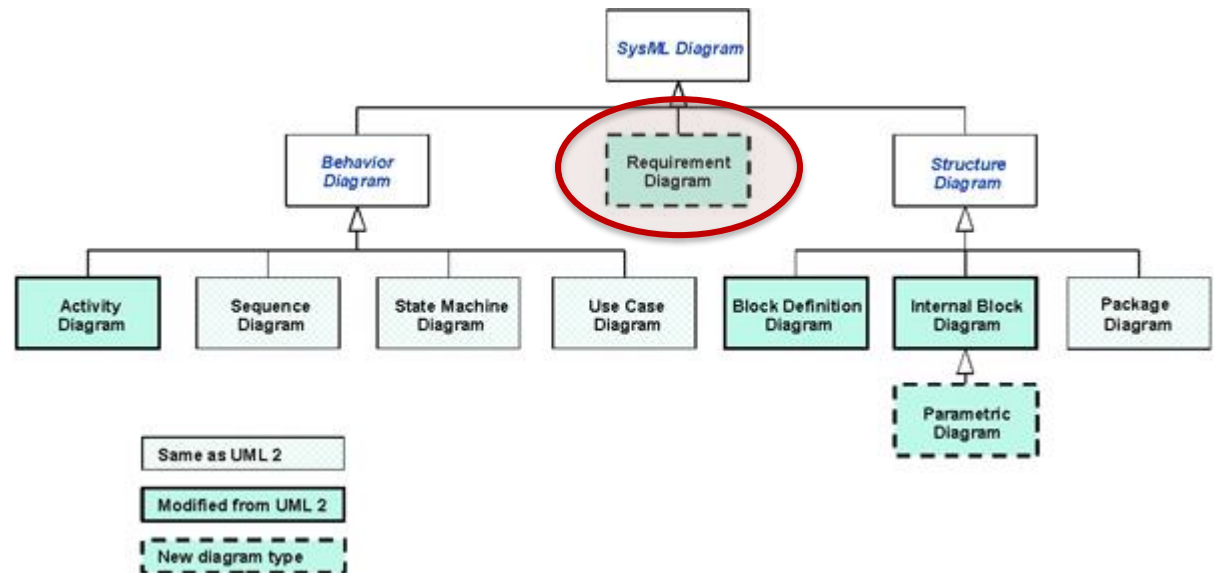 SysML Diagram
Behavior
Diagram
Requirement
Diagram
Structure
Diagram
Activity
Diagram
Sequence
Diagram
State Machine
Diagram
Use Case
Diagram
Block Definition
Diagram
Internal Block
Diagram
Package
Diagram
Parametric
Diagram
Same as UML 2
Modified from UML 2
New diagram type